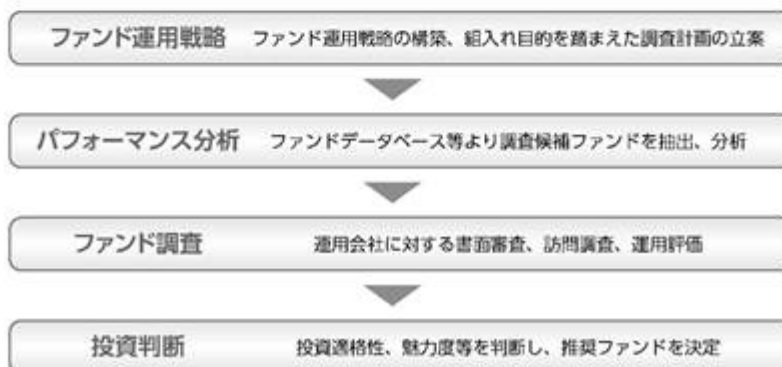 ファンド運用戦略 ファンド運用戦略の構築、組入れ目的を踏まえた調査計画の立案
パフォーマンス分析 ファンドデータベース等より調査候補ファンドを抽出、分析
ファンド調査 運用会社に対する書面審査、訪問調査、運用評価
投資判断 投資適格性、魅力度等を判断し、推奨ファンドを決定